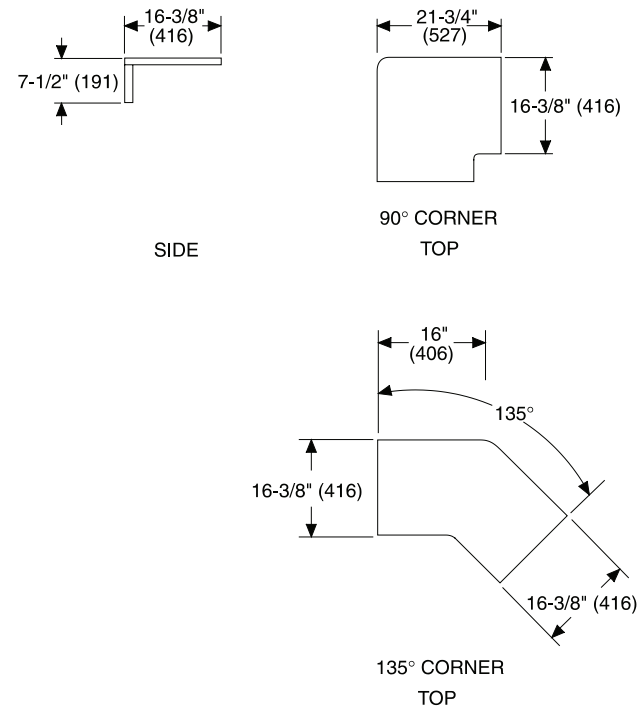 16-3/8"
(416)
7-1/2" (191)
SIDE
21-3/4"
(527)
16-3/8" (416)
90° CORNER
TOP
16"
(406)
135°
16-3/8" (416)
16-3/8" (416)
135° CORNER
TOP